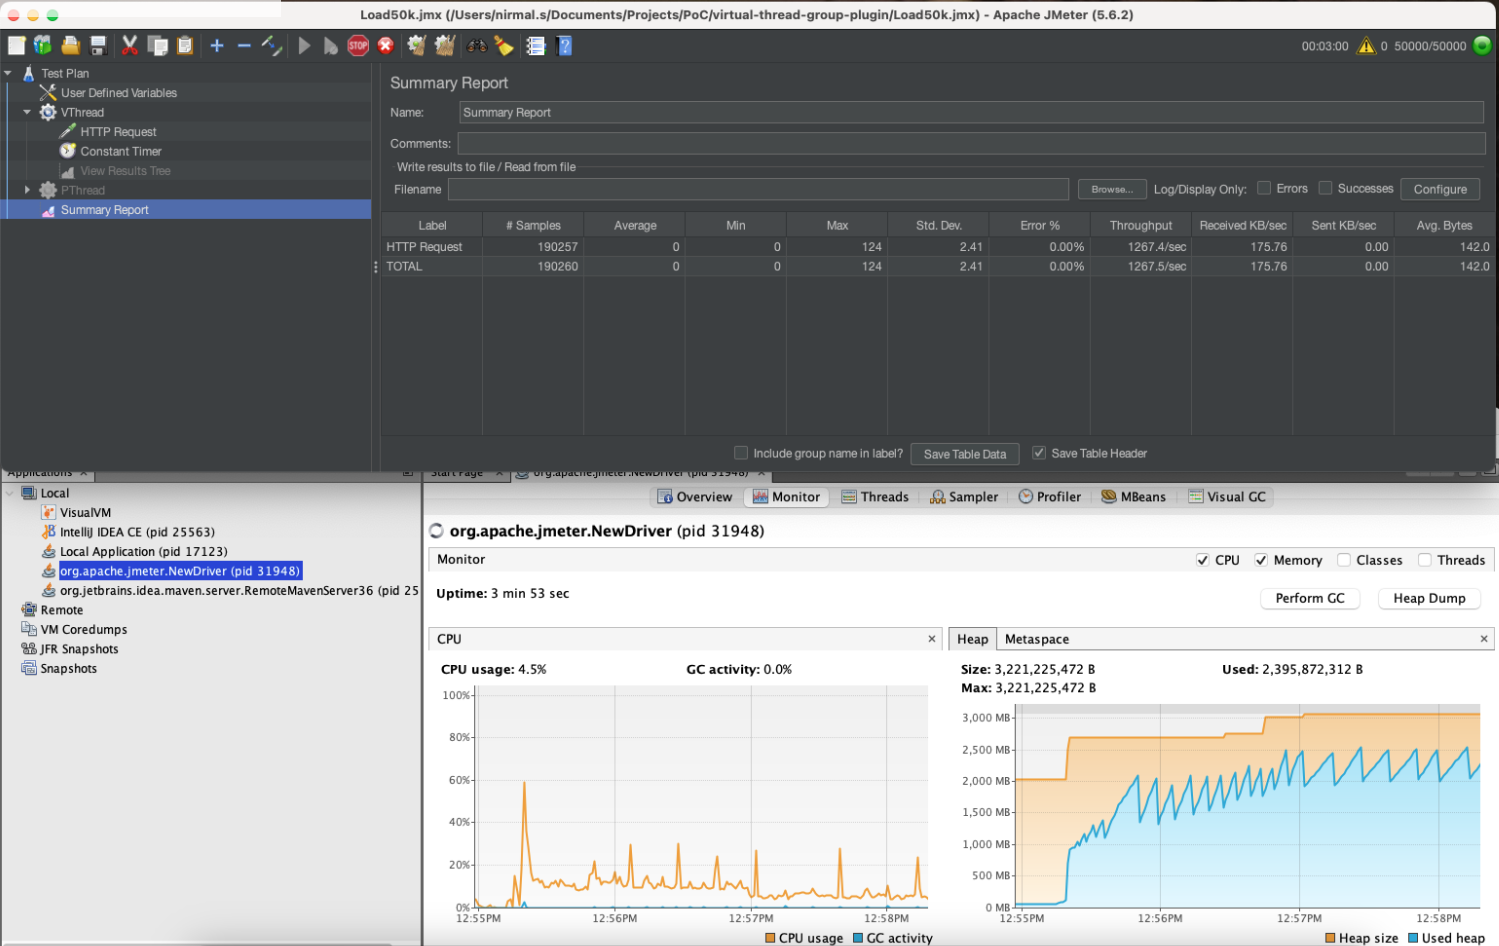 Load50k.jmx (/Users/nirmal.s/Documents/Projects/PoC/virtual-thread-group-plugin/Load50k.jmx) - Apache JMeter (5.6.2)
STOP
00:03:00 0 50000/50000
Test Plan
User Defined Variables
VThread
HTTP Request
Constant Timer
View Results Tree
PThread
Summary Report
Summary Report
Name: Summary Report
Comments:
Write results to file / Read from file
Filename Browse... Log/Display Only: Errors Successes Configure
Label # Samples Average Min Max Std. Dev. Error % Throughput Received KB/sec Sent KB/sec Avg. Bytes
HTTP Request 190257 0 0 124 2.41 0.00% 1267.4/sec 175.76 0.00 142.0
TOTAL 190260 0 0 124 2.41 0.00% 1267.5/sec 175.76 0.00 142.0
Include group name in label? Save Table Data Save Table Header
Applications × Start Page × org.apache.jmeter.NewDriver (pid 31948) ×
Local
VisualVM
IntelliJ IDEA CE (pid 25563)
Local Application (pid 17123)
org.apache.jmeter.NewDriver (pid 31948)
org.jetbrains.idea.maven.server.RemoteMavenServer36 (pid 25
Remote
VM Coredumps
JFR Snapshots
Snapshots
Overview Monitor Threads Sampler Profiler MBeans Visual GC
org.apache.jmeter.NewDriver (pid 31948)
Monitor CPU Memory Classes Threads
Uptime: 3 min 53 sec
Perform GC Heap Dump
CPU ×
CPU usage: 4.5% GC activity: 0.0%
100%
80%
60%
40%
20%
0%
12:55PM 12:56PM 12:57PM 12:58PM
CPU usage GC activity
Heap Metaspace ×
Size: 3,221,225,472 B Used: 2,395,872,312 B
Max: 3,221,225,472 B
3,000 MB
2,500 MB
2,000 MB
1,500 MB
1,000 MB
500 MB
0 MB
12:55PM 12:56PM 12:57PM 12:58PM
Heap size Used heap